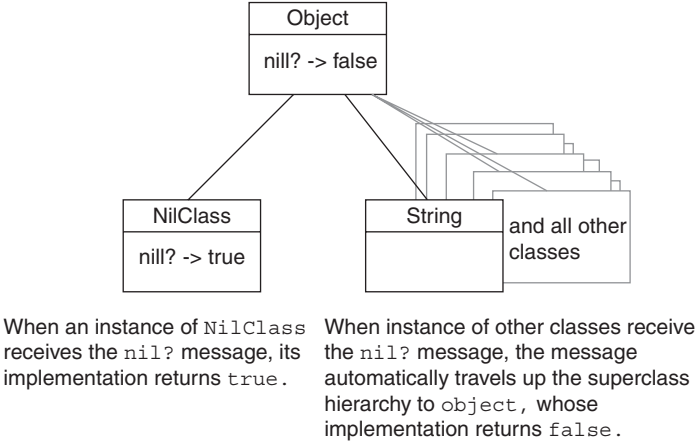 Object
nill? -> false
NilClass
nill? -> true
String
and all other
classes
When an instance of NilClass
receives the nil? message, its
implementation returns true.
When instance of other classes receive
the nil? message, the message
automatically travels up the superclass
hierarchy to object, whose
implementation returns false.